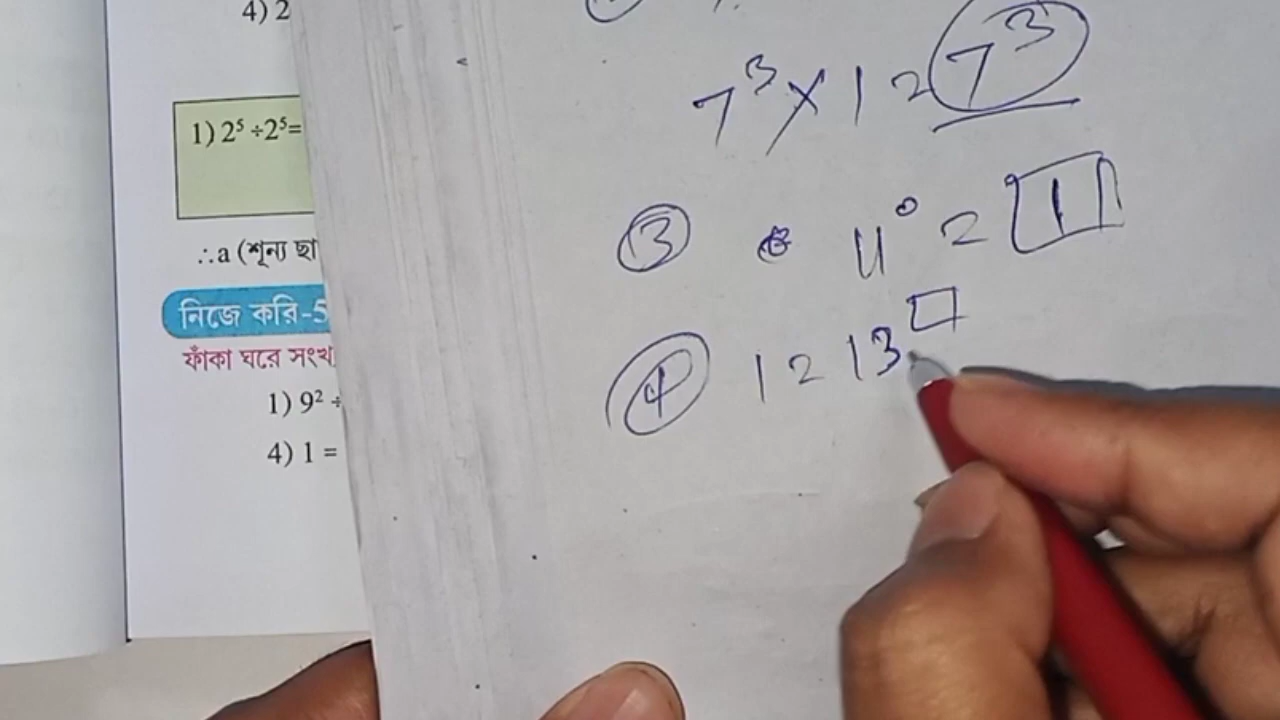 4) 2
1) 2⁵ ÷2⁵=
∴a (শূন্য ছা
নিজে করি-5
ফাঁকা ঘরে সংখ্য
1) 9² ÷
4) 1 =
7³ × 1 = 7³
③ 11⁰ = 1
④ 1 = 13□